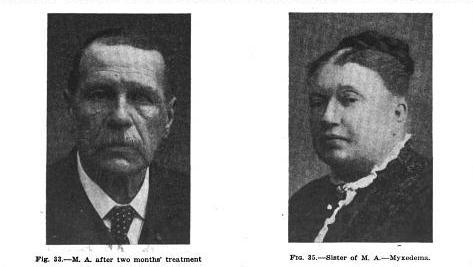 Fig. 33.—M. A. after two months' treatment
Fig. 35.—Sister of M. A.—Myxedema.